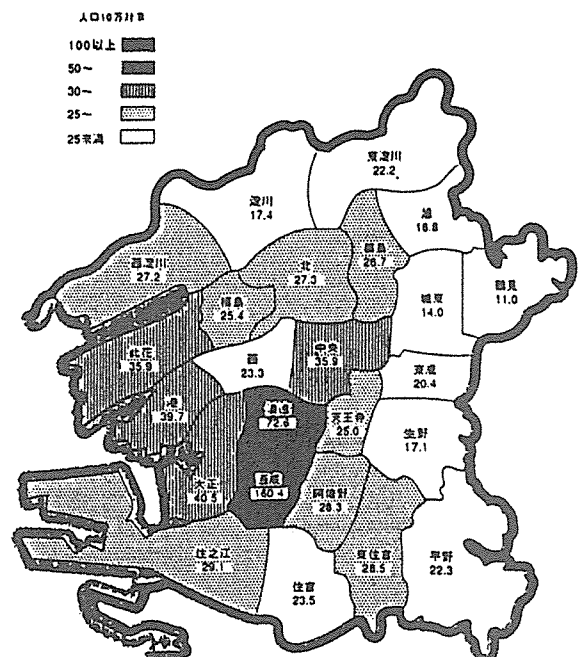 人口10万対率
100以上
50〜
30〜
25〜
25未満
東淀川
22.2
淀川
17.4
旭
16.8
西淀川
27.2
都島
26.7
北
27.3
鶴見
11.0
福島
25.4
城東
14.0
此花
35.9
中央
35.9
西
23.3
東成
20.4
港
39.7
浪速
72.6
天王寺
25.0
生野
17.1
西成
160.4
大正
40.5
阿倍野
28.3
住之江
29.1
東住吉
28.5
平野
22.3
住吉
23.5